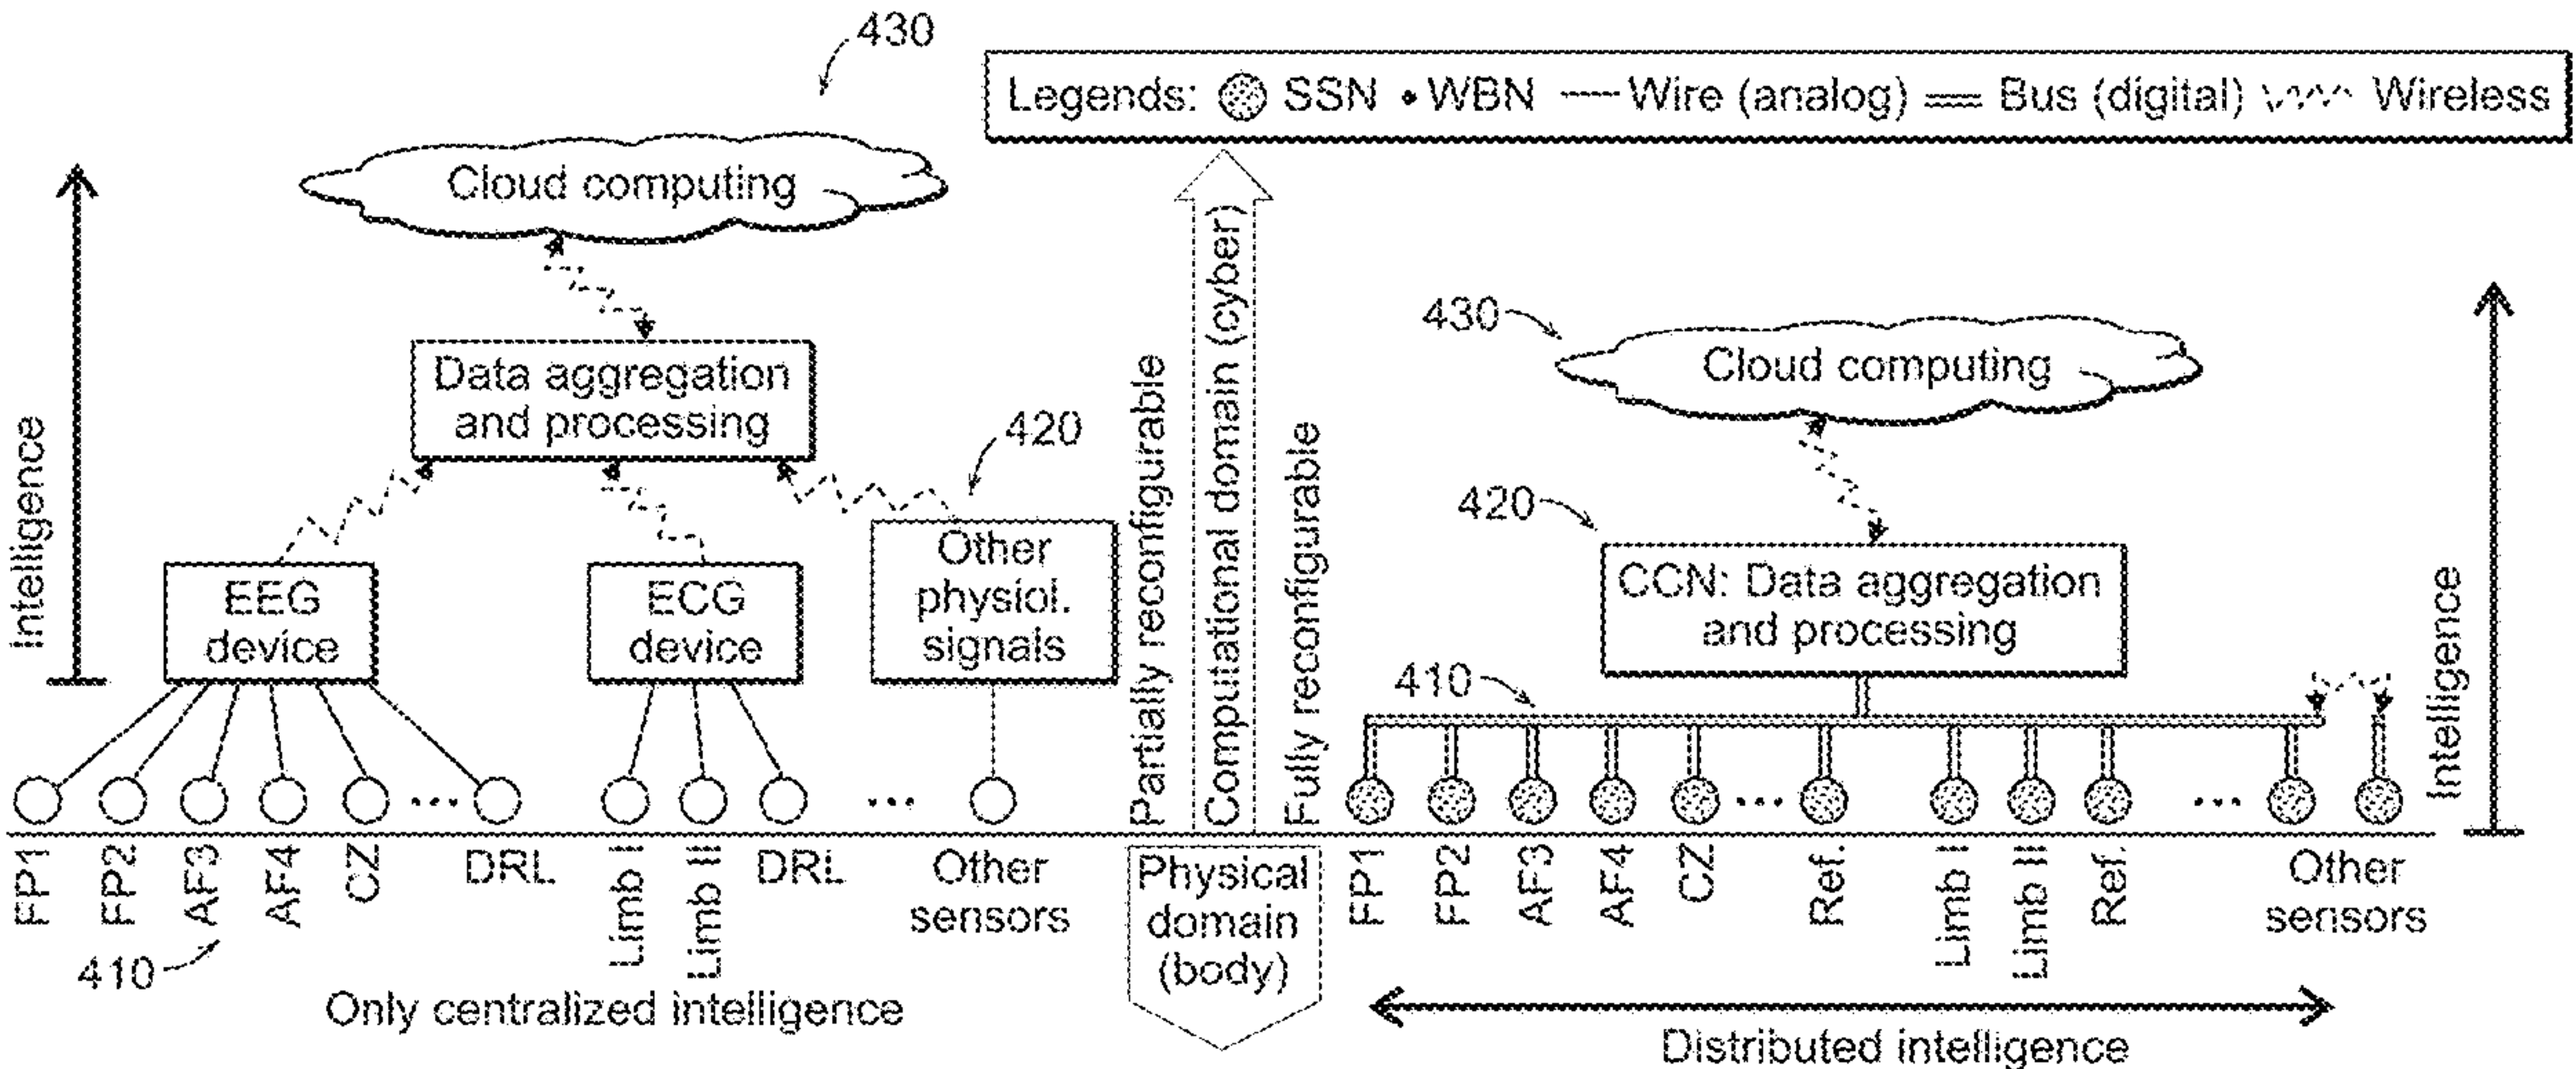 430
Legends: SSN WBN Wire (analog) Bus (digital) Wireless
Cloud computing
Data aggregation
and processing
420
Intelligence
EEG
device
ECG
device
Other
physiol.
signals
FP1
FP2
AF3
AF4
CZ
...
DRL
Limb I
Limb II
DRL
...
Other
sensors
410
Only centralized intelligence
Partially reconfigurable
Computational domain (cyber)
Fully reconfigurable
Physical
domain
(body)
430
Cloud computing
420
CCN: Data aggregation
and processing
410
Intelligence
FP1
FP2
AF3
AF4
CZ
...
Ref.
Limb I
Limb II
Ref.
...
Other
sensors
Distributed intelligence